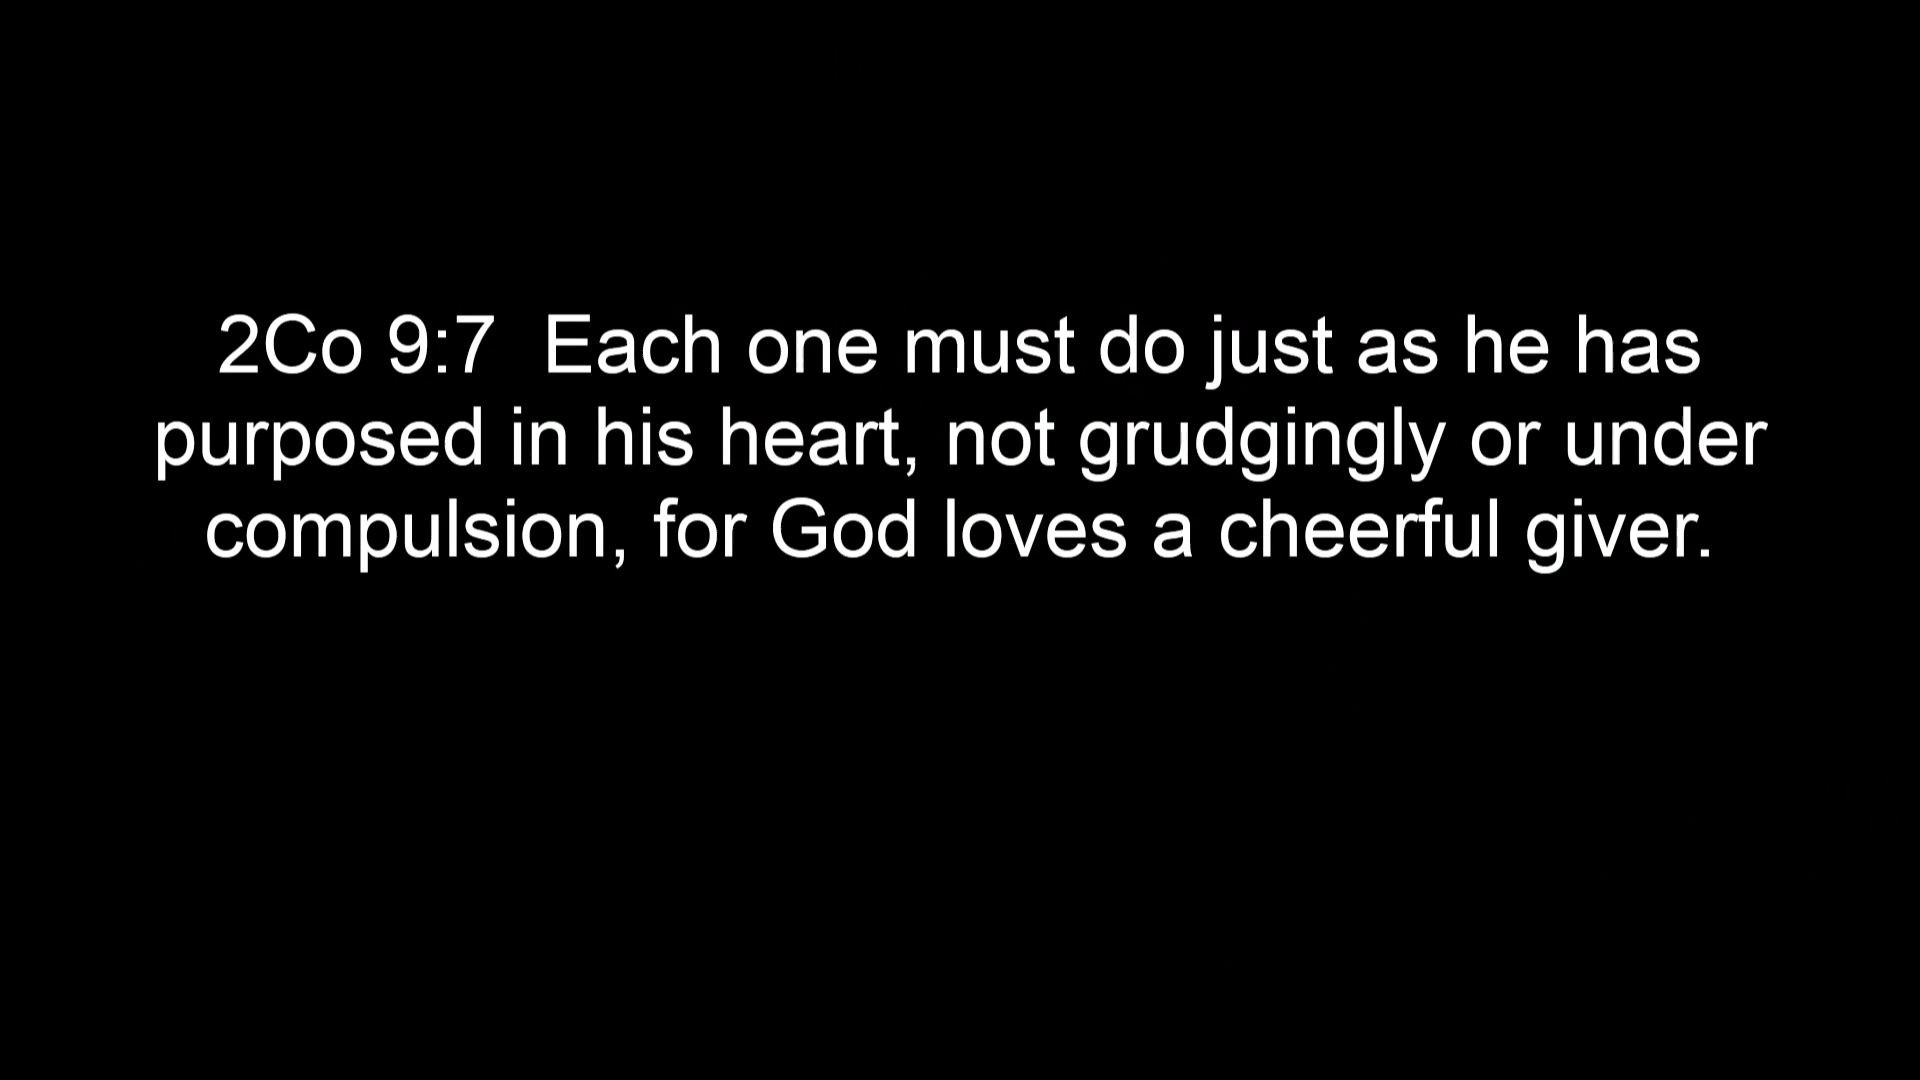 2Co 9:7  Each one must do just as he has
purposed in his heart, not grudgingly or under
compulsion, for God loves a cheerful giver.